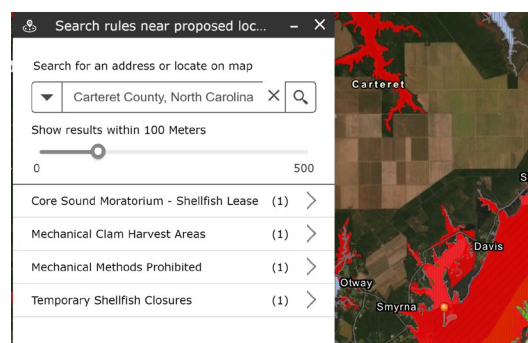 Search rules near proposed loc...
Search for an address or locate on map
Carteret County, North Carolina
Show results within 100 Meters
0 500
Core Sound Moratorium - Shellfish Lease (1)
Mechanical Clam Harvest Areas (1)
Mechanical Methods Prohibited (1)
Temporary Shellfish Closures (1)
Carteret
S
Davis
Otway
Smyrna